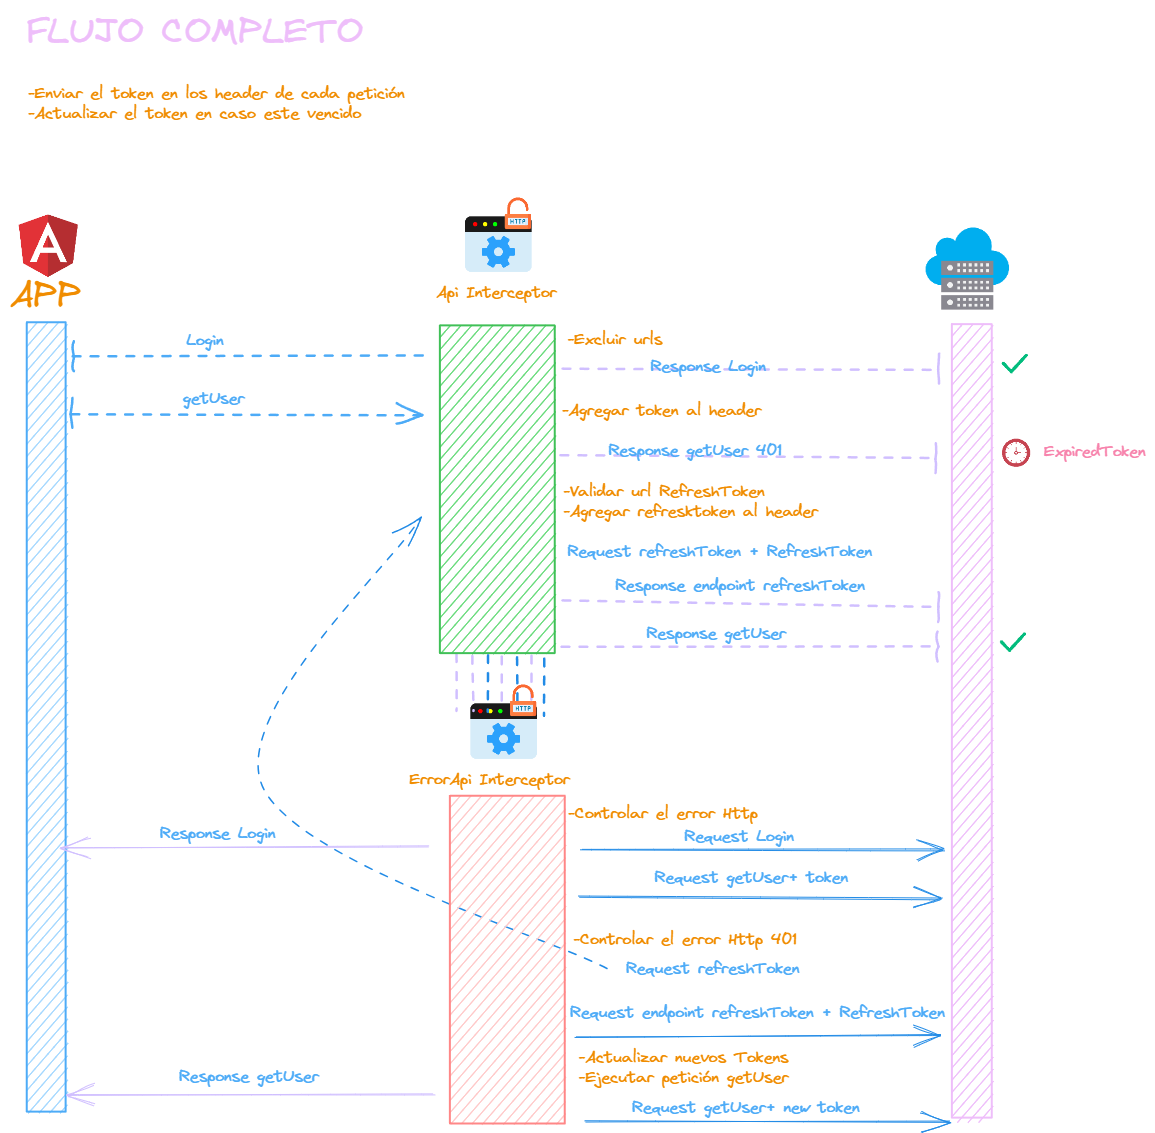 FLUJO COMPLETO
-Enviar el token en los header de cada petición
-Actualizar el token en caso este vencido
HTTP
APP
Api Interceptor
Login
-Excluir urls
Response Login
getUser
-Agregar token al header
Response getUser 401
ExpiredToken
-Validar url RefreshToken
-Agregar refresktoken al header
Request refreshToken + RefreshToken
Response endpoint refreshToken
Response getUser
HTTP
ErrorApi Interceptor
-Controlar el error Http
Response Login
Request Login
Request getUser+ token
-Controlar el error Http 401
Request refreshToken
Request endpoint refreshToken + RefreshToken
-Actualizar nuevos Tokens
-Ejecutar petición getUser
Response getUser
Request getUser+ new token